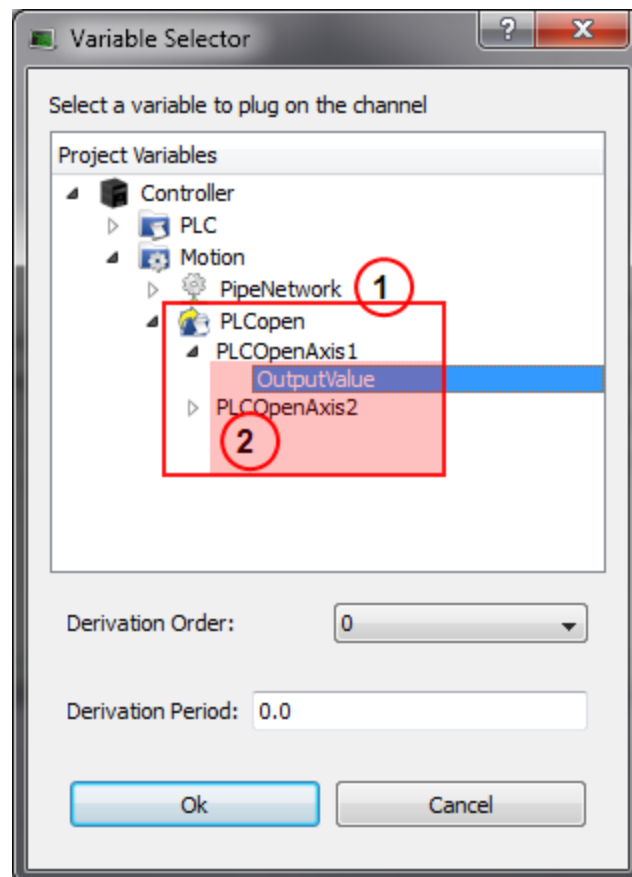 Variable Selector
?
Select a variable to plug on the channel
Project Variables
Controller
PLC
Motion
PipeNetwork 1
PLCopen
PLCOpenAxis1
OutputValue
PLCOpenAxis2
2
Derivation Order: 0
Derivation Period: 0.0
Ok Cancel